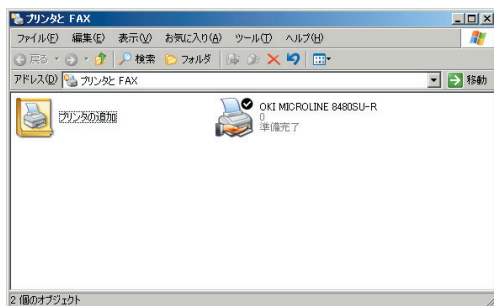 プリンタと FAX
ファイル(F) 編集(E) 表示(V) お気に入り(A) ツール(T) ヘルプ(H)
戻る 検索 フォルダ
アドレス(D) プリンタと FAX 移動
プリンタの追加
OKI MICROLINE 8480SU-R
0
準備完了
2 個のオブジェクト